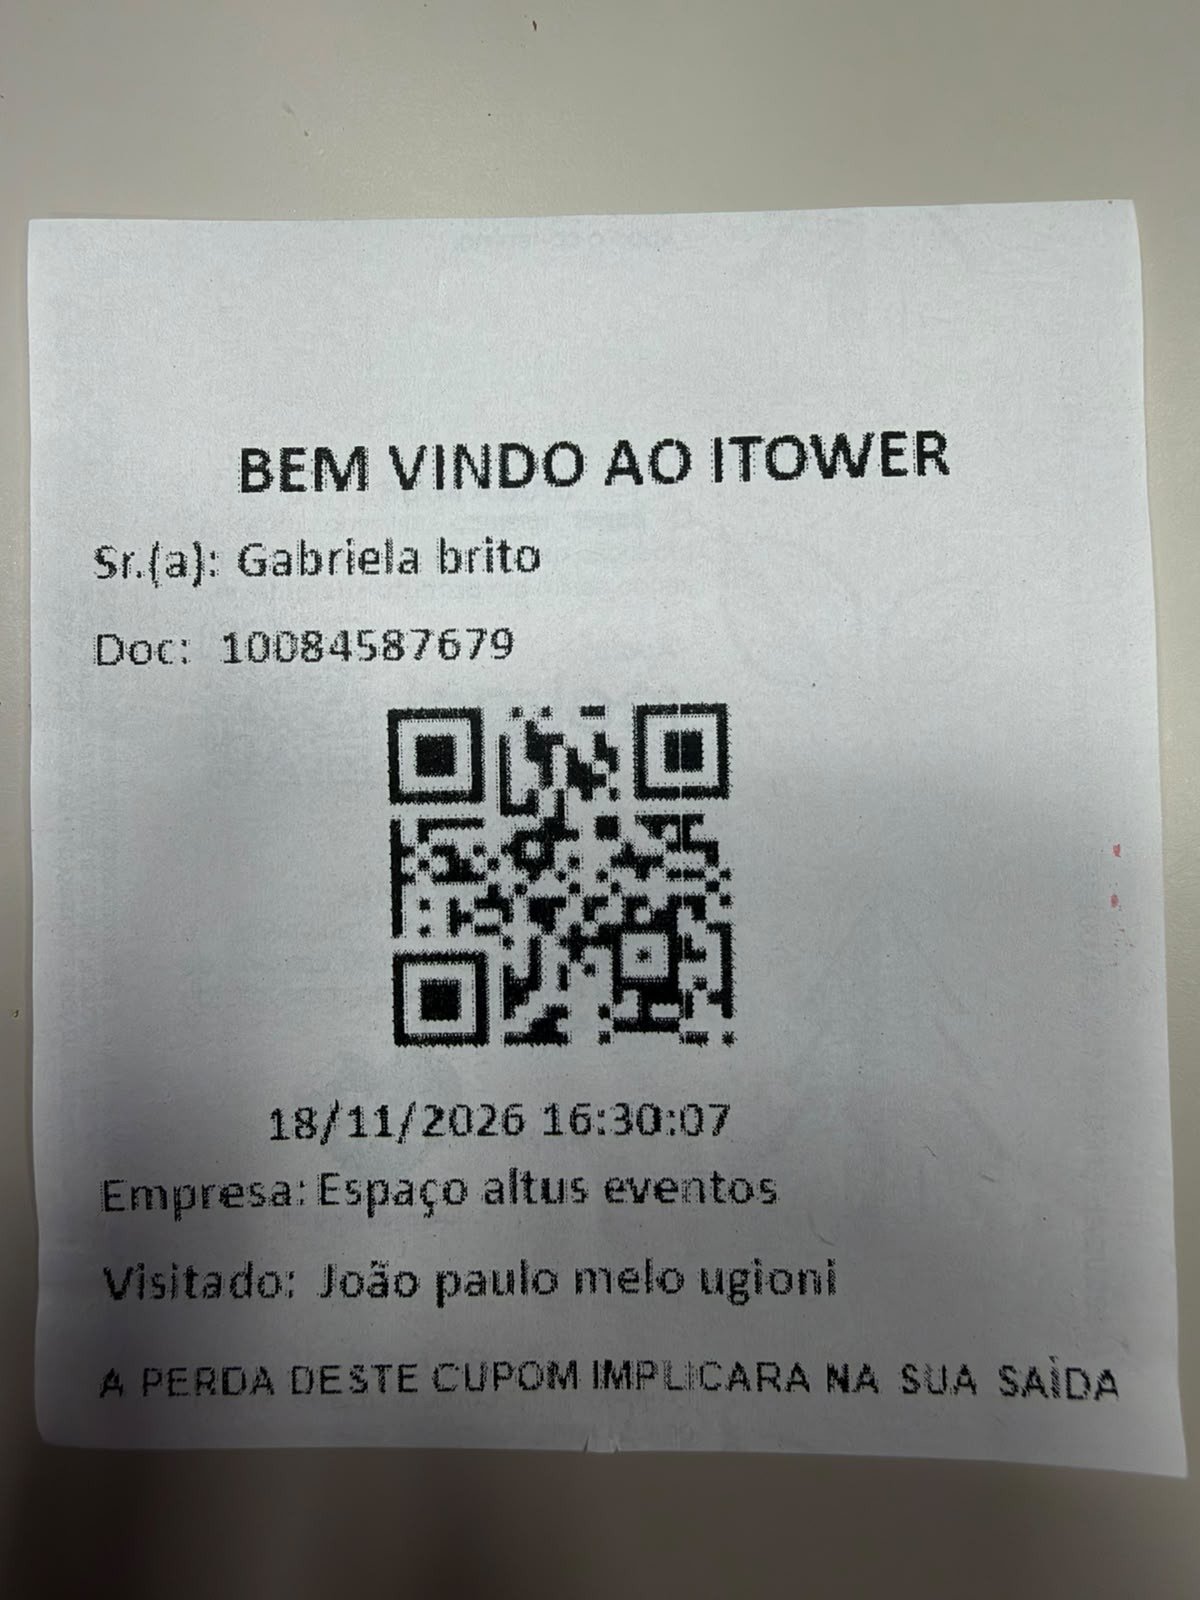 BEM VINDO AO ITOWER
Sr.(a): Gabriela brito
Doc: 10084587679
18/11/2026 16:30:07
Empresa: Espaço altus eventos
Visitado: João paulo melo ugioni
A PERDA DESTE CUPOM IMPLICARA NA SUA SAÍDA